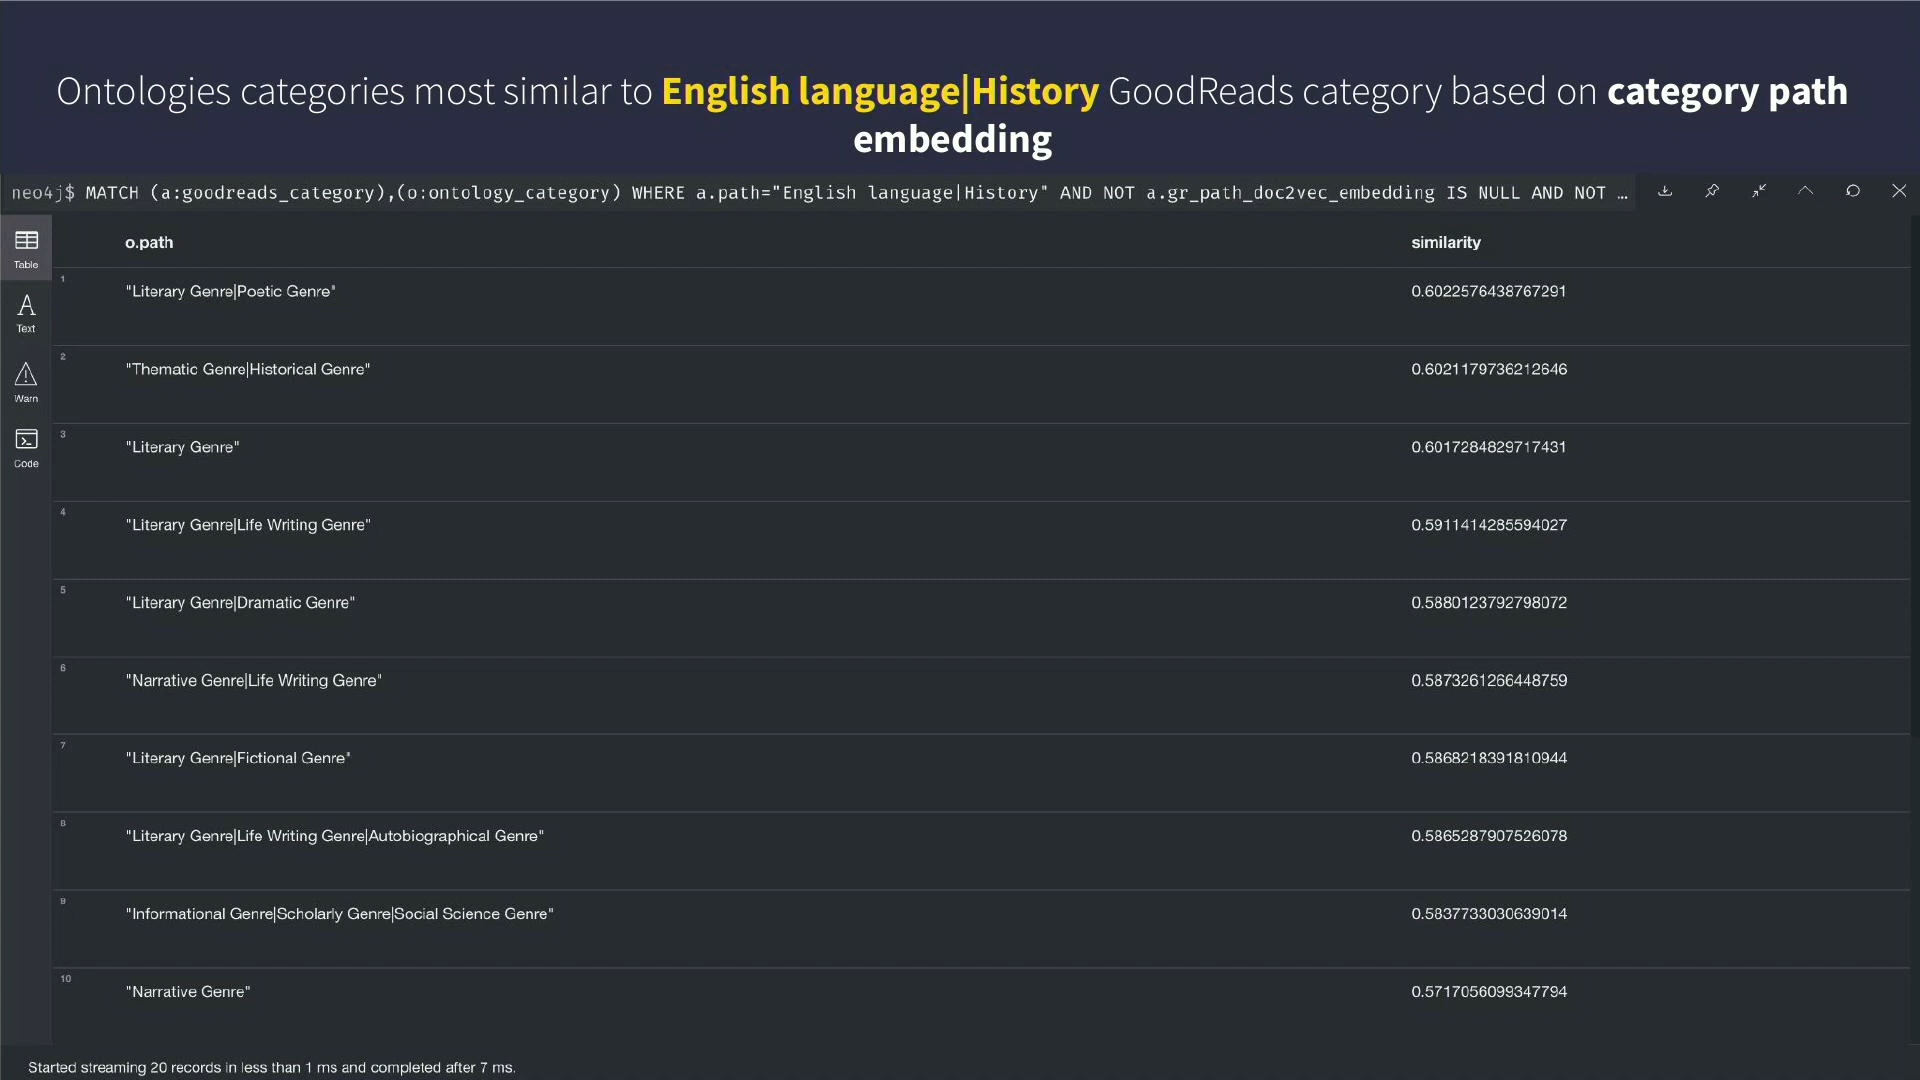 Ontologies categories most similar to English language|History GoodReads category based on category path
embedding
neo4j$ MATCH (a:goodreads_category),(o:ontology_category) WHERE a.path="English language|History" AND NOT a.gr_path_doc2vec_embedding IS NULL AND NOT …
Table
Text
Warn
Code
o.path similarity
1 "Literary Genre|Poetic Genre" 0.6022576438767291
2 "Thematic Genre|Historical Genre" 0.6021179736212646
3 "Literary Genre" 0.6017284829717431
4 "Literary Genre|Life Writing Genre" 0.5911414285594027
5 "Literary Genre|Dramatic Genre" 0.5880123792798072
6 "Narrative Genre|Life Writing Genre" 0.5873261266448759
7 "Literary Genre|Fictional Genre" 0.5868218391810944
8 "Literary Genre|Life Writing Genre|Autobiographical Genre" 0.5865287907526078
9 "Informational Genre|Scholarly Genre|Social Science Genre" 0.5837733030639014
10 "Narrative Genre" 0.5717056099347794
Started streaming 20 records in less than 1 ms and completed after 7 ms.